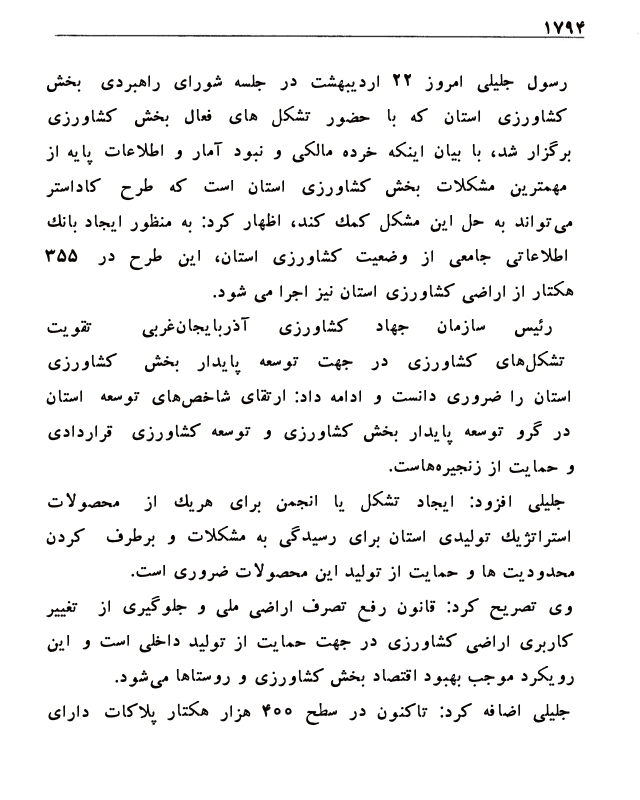 ۱۷۹۴
رسول جلیلی امروز ۲۲ اردیبهشت در جلسه شورای راهبردی بخش
کشاورزی استان که با حضور تشکل های فعال بخش کشاورزی
برگزار شد، با بیان اینکه خرده مالکی و نبود آمار و اطلاعات پایه از
مهمترین مشکلات بخش کشاورزی استان است که طرح کاداستر
می‌تواند به حل این مشکل کمك کند، اظهار کرد: به منظور ایجاد بانك
اطلاعاتی جامعی از وضعیت کشاورزی استان، این طرح در ۳۵۵
هکتار از اراضی کشاورزی استان نیز اجرا می شود.
رئیس سازمان جهاد کشاورزی آذربایجان‌غربی تقویت
تشکل‌های کشاورزی در جهت توسعه پایدار بخش کشاورزی
استان را ضروری دانست و ادامه داد: ارتقای شاخص‌های توسعه استان
در گرو توسعه پایدار بخش کشاورزی و توسعه کشاورزی قراردادی
و حمایت از زنجیره‌هاست.
جلیلی افزود: ایجاد تشکل یا انجمن برای هریك از محصولات
استراتژیك تولیدی استان برای رسیدگی به مشکلات و برطرف کردن
محدودیت ها و حمایت از تولید این محصولات ضروری است.
وی تصریح کرد: قانون رفع تصرف اراضی ملی و جلوگیری از تغییر
کاربری اراضی کشاورزی در جهت حمایت از تولید داخلی است و این
رویکرد موجب بهبود اقتصاد بخش کشاورزی و روستاها می‌شود.
جلیلی اضافه کرد: تاکنون در سطح ۴۰۰ هزار هکتار پلاکات دارای